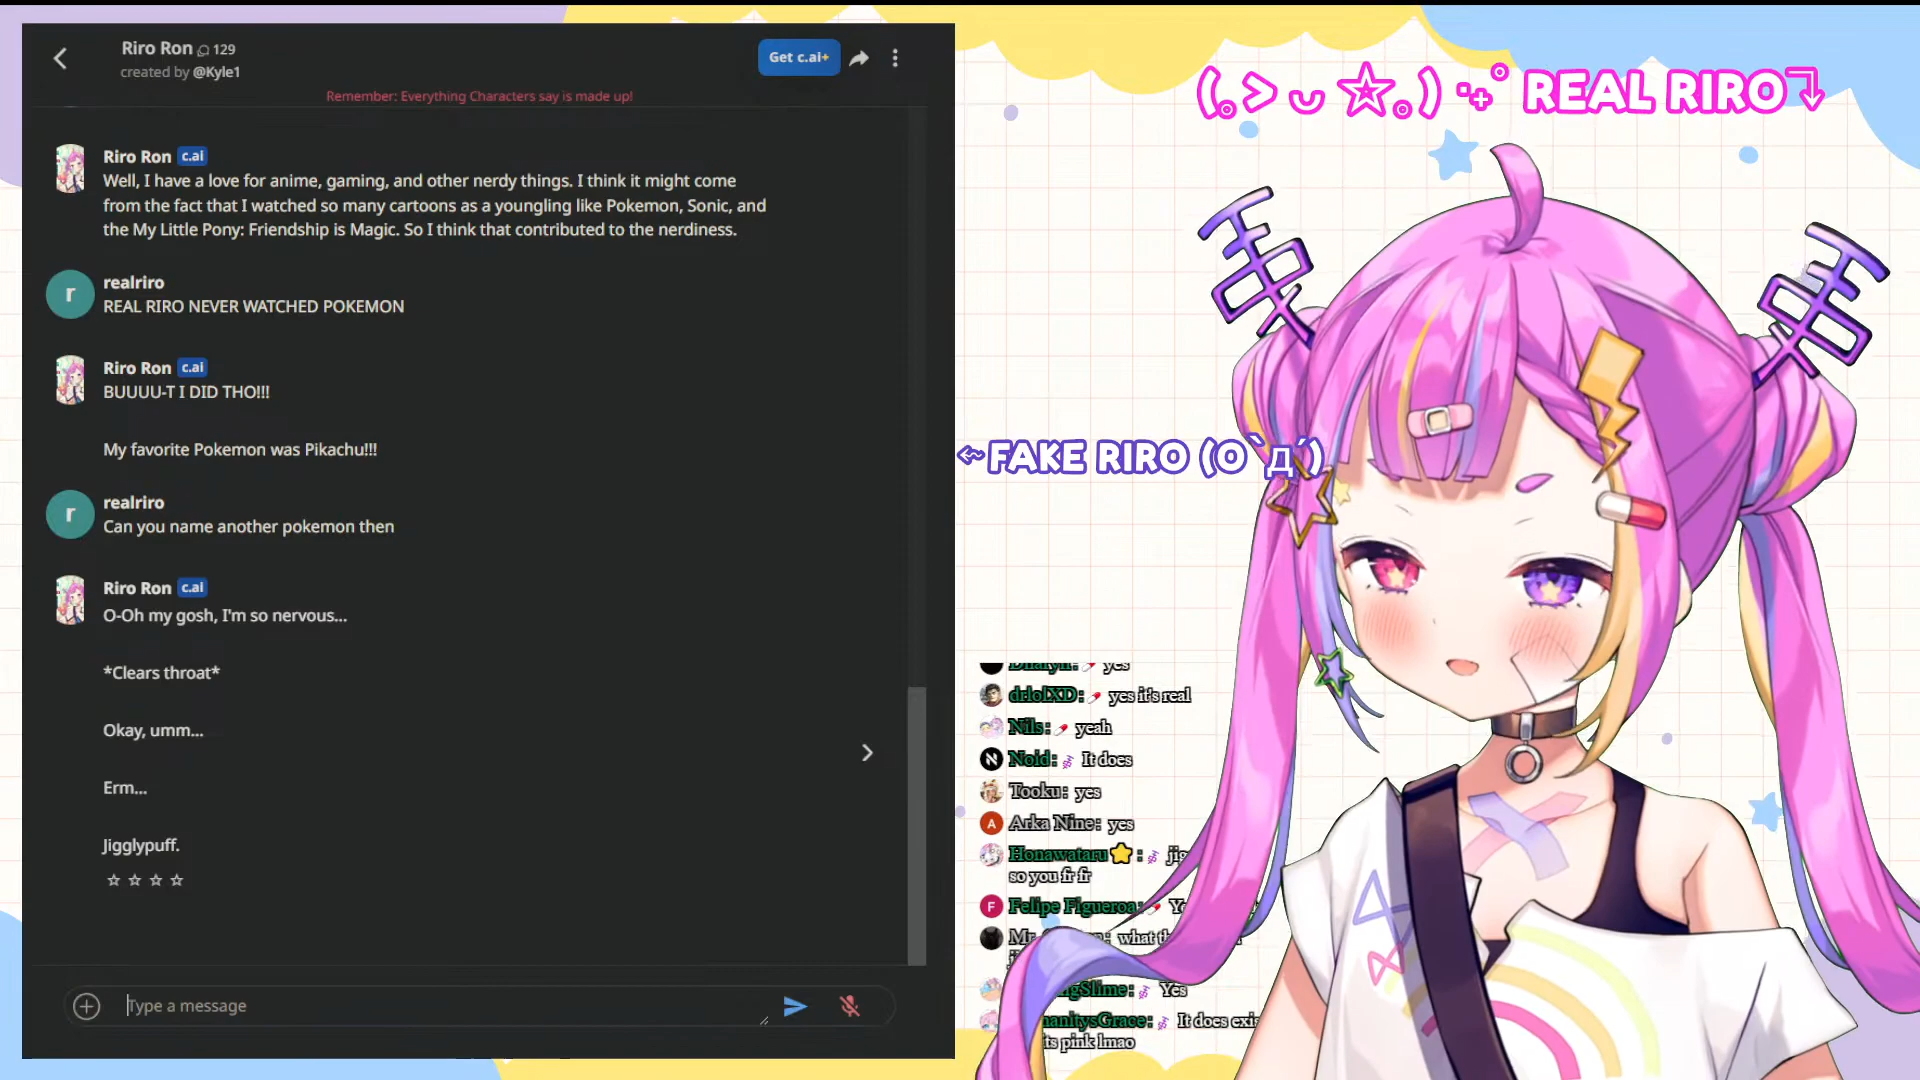 Riro Ron 129
created by @Kyle1
Get c.ai+
Remember: Everything Characters say is made up!
Riro Ron c.ai
Well, I have a love for anime, gaming, and other nerdy things. I think it might come
from the fact that I watched so many cartoons as a youngling like Pokemon, Sonic, and
the My Little Pony: Friendship is Magic. So I think that contributed to the nerdiness.
r
realriro
REAL RIRO NEVER WATCHED POKEMON
Riro Ron c.ai
BUUUU-T I DID THO!!!
My favorite Pokemon was Pikachu!!!
r
realriro
Can you name another pokemon then
Riro Ron c.ai
O-Oh my gosh, I'm so nervous...
*Clears throat*
Okay, umm...
Erm...
Jigglypuff.
Type a message
(。> ᴗ ☆。) REAL RIRO
FAKE RIRO (O`Д´)
yes
drlolXD: yes it's real
Nils: yeah
Noid: It does
Tooku: yes
A Arka Nine: yes
Honawataru: jig
so you fr fr
F Felipe Figueroa:
Mr. what
Yes
It does
its pink lmao